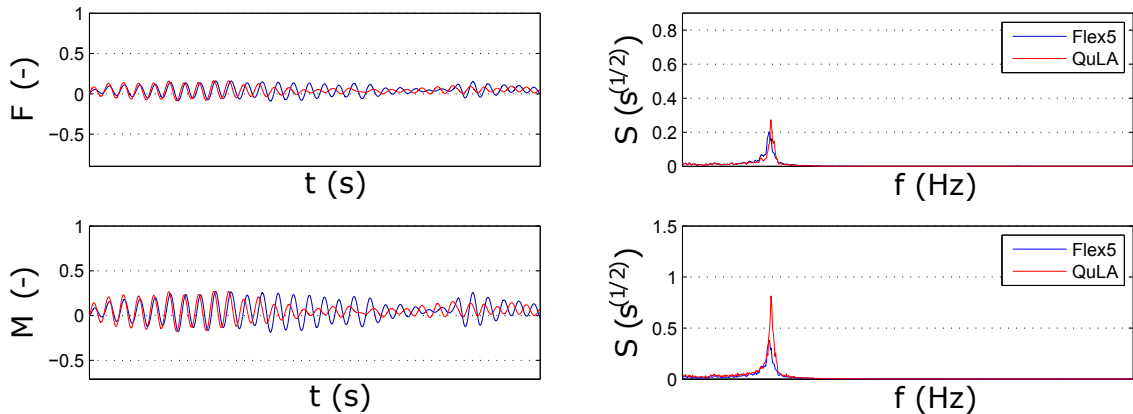 1
0.5
0
−0.5
F (-)
t (s)
0.8
0.6
0.4
0.2
0
S (s^(1/2))
f (Hz)
Flex5
QuLA
1
0.5
0
−0.5
M (-)
t (s)
1.5
1
0.5
0
S (s^(1/2))
f (Hz)
Flex5
QuLA